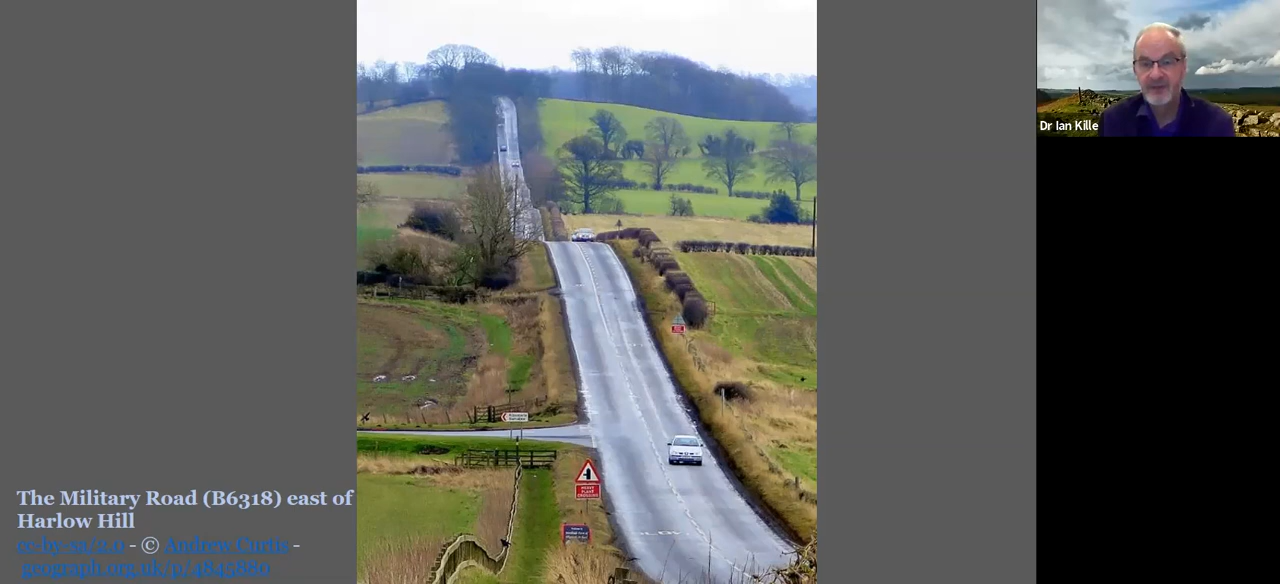 Dr Ian Kille
SLOW
The Military Road (B6318) east of
Harlow Hill
cc-by-sa/2.0 - © Andrew Curtis -
geograph.org.uk/p/4845880